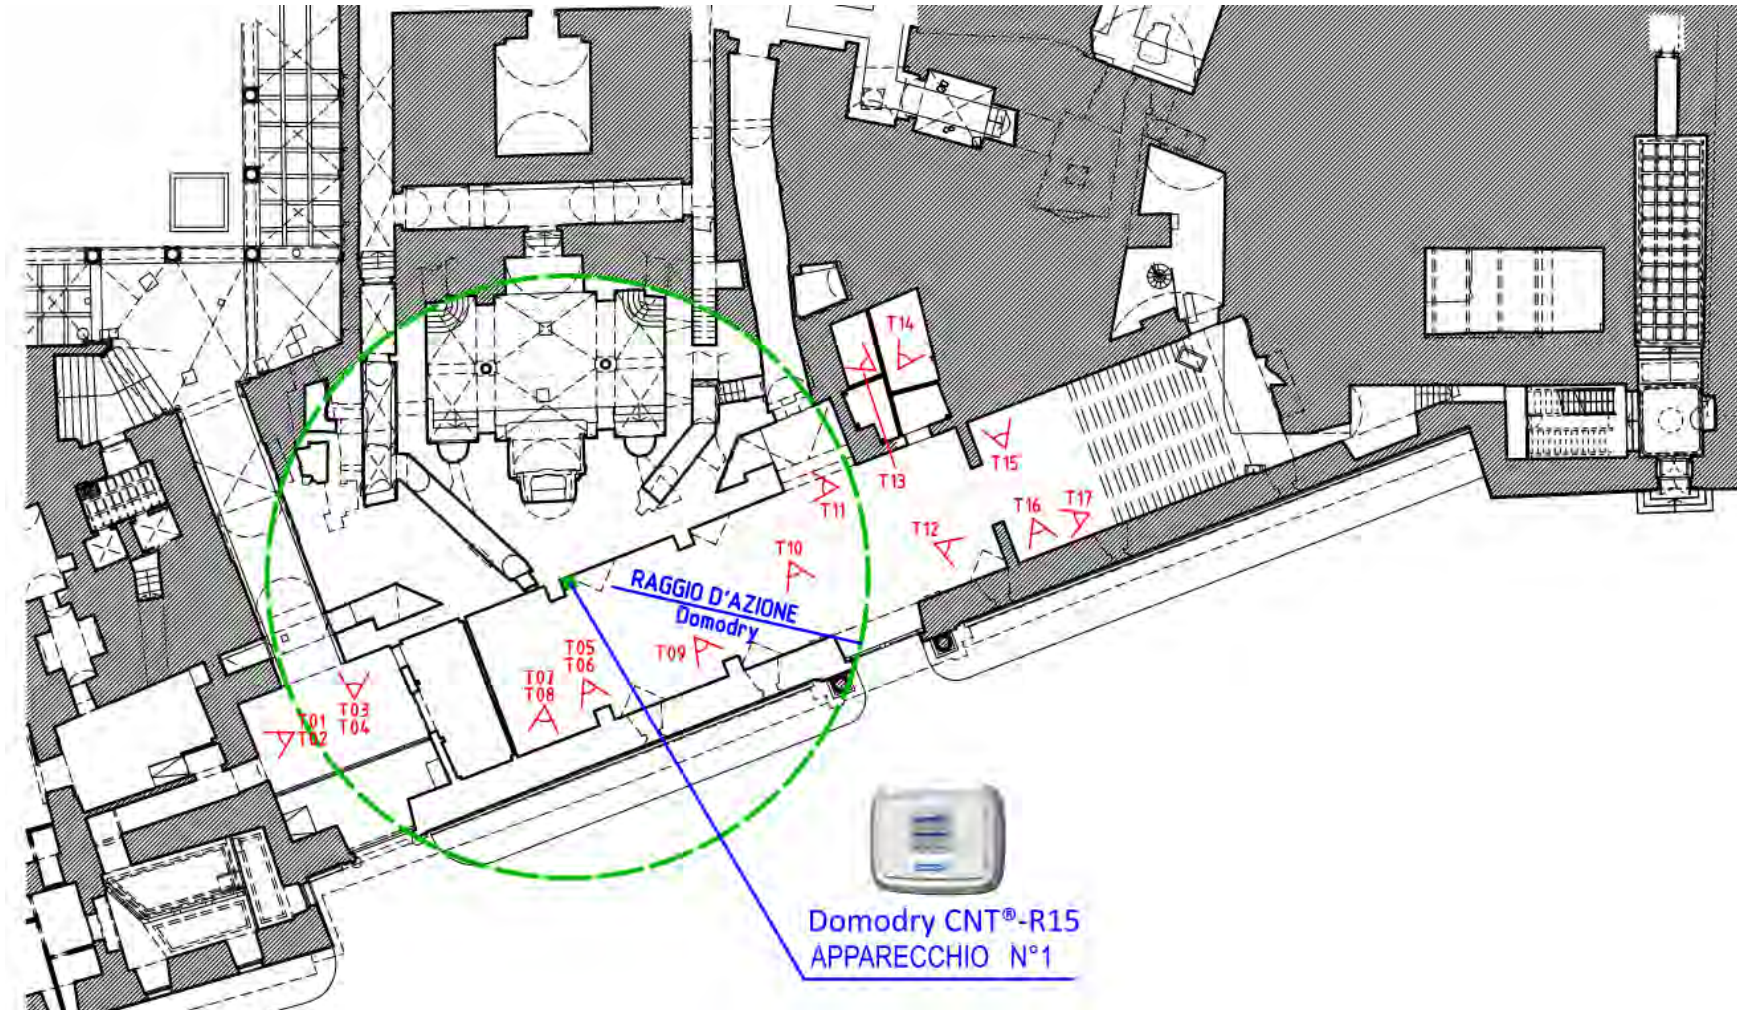 T14
T15
T13
T11
T16
T17
T12
T10
RAGGIO D'AZIONE
Domodry
T09
T05
T06
T07
T08
T03
T04
T01
T02
Domodry CNT®-R15
APPARECCHIO N°1